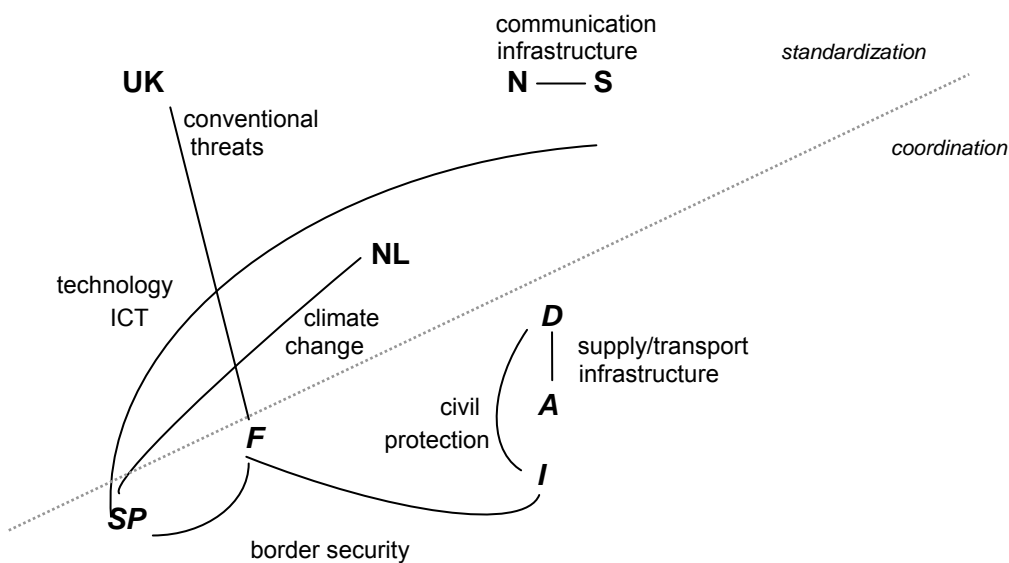 communication
infrastructure
standardization
UK
N S
conventional
threats
coordination
NL
technology
ICT
climate
change
D
supply/transport
infrastructure
A
civil
protection
F
I
SP
border security